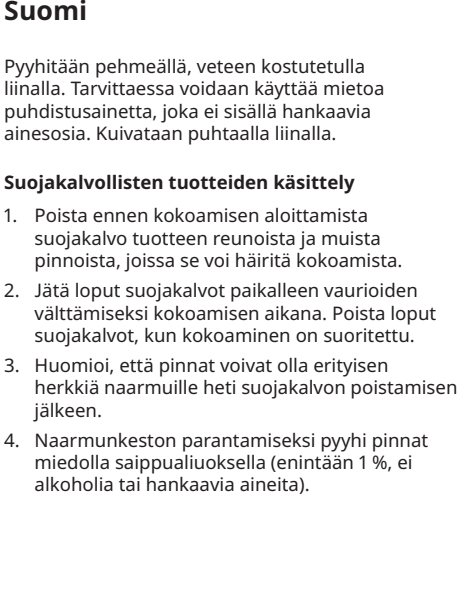 Suomi
Pyyhitään pehmeällä, veteen kostutetulla
liinalla. Tarvittaessa voidaan käyttää mietoa
puhdistusainetta, joka ei sisällä hankaavia
ainesosia. Kuivataan puhtaalla liinalla.
Suojakalvollisten tuotteiden käsittely
1. Poista ennen kokoamisen aloittamista
suojakalvo tuotteen reunoista ja muista
pinnoista, joissa se voi häiritä kokoamista.
2. Jätä loput suojakalvot paikalleen vaurioiden
välttämiseksi kokoamisen aikana. Poista loput
suojakalvot, kun kokoaminen on suoritettu.
3. Huomioi, että pinnat voivat olla erityisen
herkkiä naarmuille heti suojakalvon poistamisen
jälkeen.
4. Naarmunkeston parantamiseksi pyyhi pinnat
miedolla saippualiuoksella (enintään 1 %, ei
alkoholia tai hankaavia aineita).